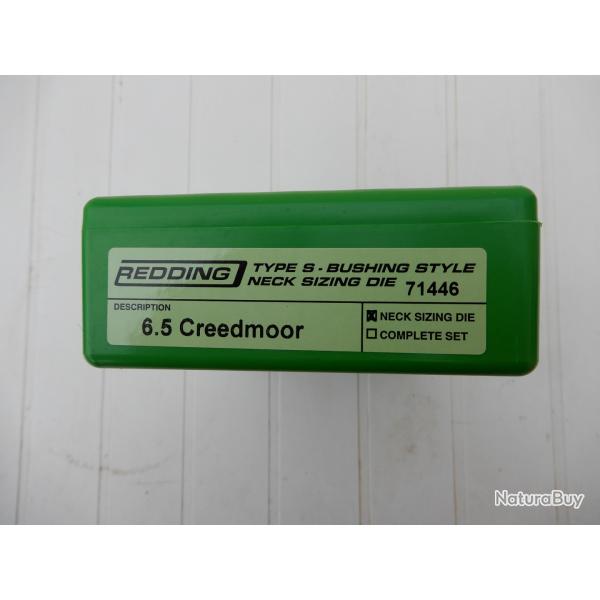 REDDING
TYPE S - BUSHING STYLE
NECK SIZING DIE 71446
DESCRIPTION
6.5 Creedmoor
NECK SIZING DIE
COMPLETE SET
NaturaBuy